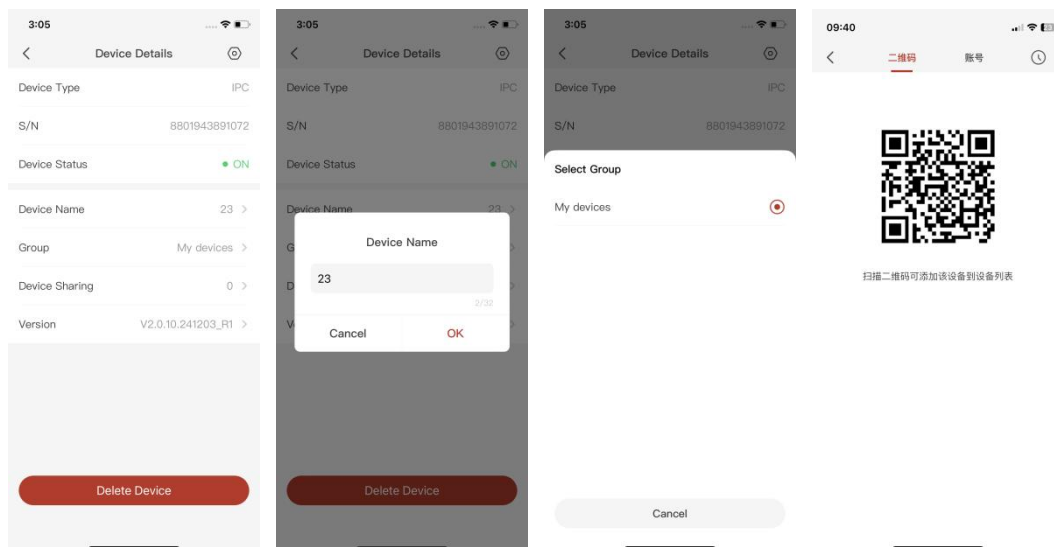 3:05
Device Details
Device Type IPC
S/N 8801943891072
Device Status ON
Device Name 23
Group My devices
Device Sharing 0
Version V2.0.10.241203_R1
Delete Device
3:05
Device Details
Device Type IPC
S/N 8801943891072
Device Status ON
Device Name 23
G
D
V
Device Name
23
2/32
Cancel OK
Delete Device
3:05
Device Details
Device Type IPC
S/N 8801943891072
Select Group
My devices
Cancel
09:40
二维码 账号
扫描二维码可添加该设备到设备列表